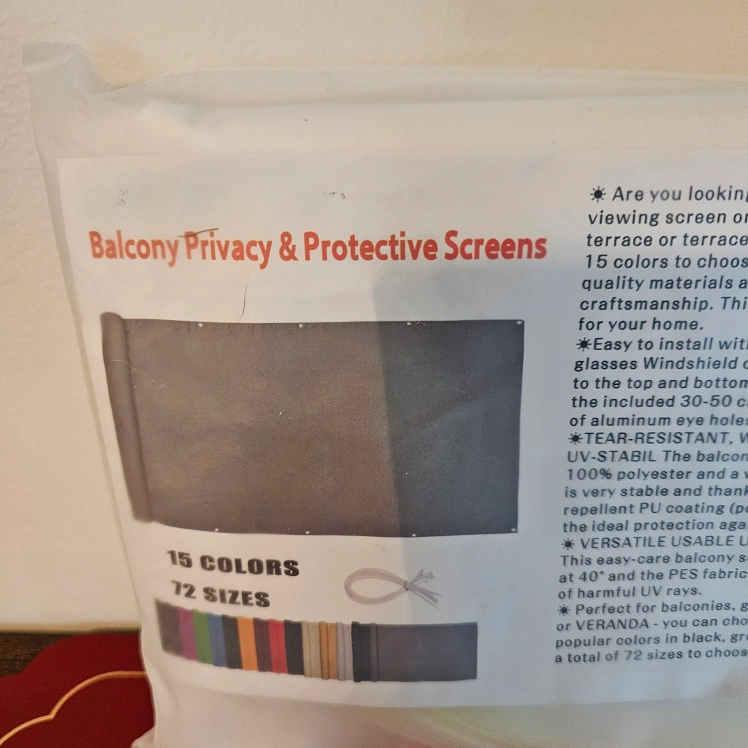 Balcony Privacy & Protective Screens
15 COLORS
72 SIZES
☀ Are you looking
viewing screen or
terrace or terrace
15 colors to choos
quality materials a
craftsmanship. Thi
for your home.
☀Easy to install wit
glasses Windshield
to the top and bottom
the included 30-50
of aluminum eye holes
☀TEAR-RESISTANT,
UV-STABIL The balcon
100% polyester and a
is very stable and thank
repellent PU coating (p
the ideal protection aga
☀ VERSATILE USABLE U
This easy-care balcony s
at 40° and the PES fabric
of harmful UV rays.
☀ Perfect for balconies, g
or VERANDA - you can cho
popular colors in black, gr
a total of 72 sizes to choos